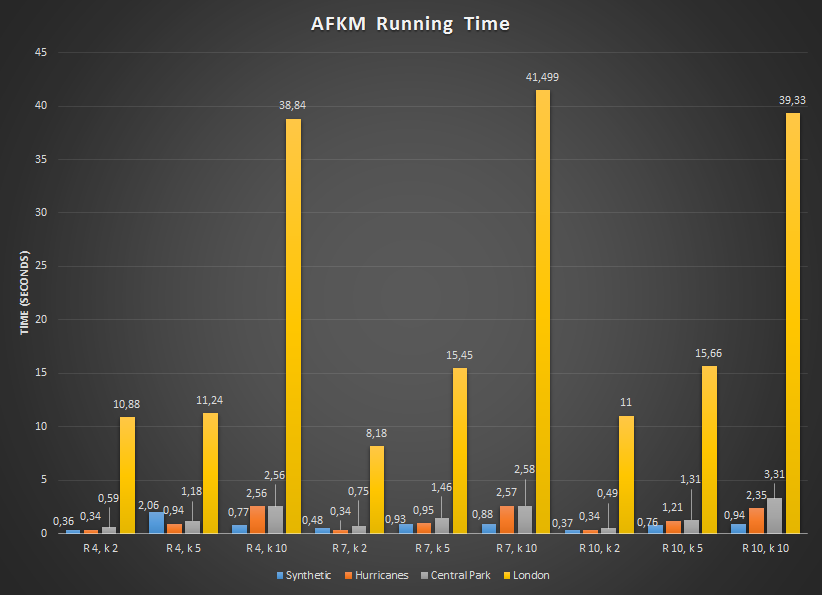 AFKM Running Time
TIME (SECONDS)
45
40
35
30
25
20
15
10
5
0
0,36 0,34 0,59 10,88
2,06 0,94 1,18 11,24
0,77 2,56 2,56 38,84
0,48 0,34 0,75 8,18
0,93 0,95 1,46 15,45
0,88 2,57 2,58 41,499
0,37 0,34 0,49 11
0,76 1,21 1,31 15,66
0,94 2,35 3,31 39,33
R 4, k 2 R 4, k 5 R 4, k 10 R 7, k 2 R 7, k 5 R 7, k 10 R 10, k 2 R 10, k 5 R 10, k 10
Synthetic Hurricanes Central Park London